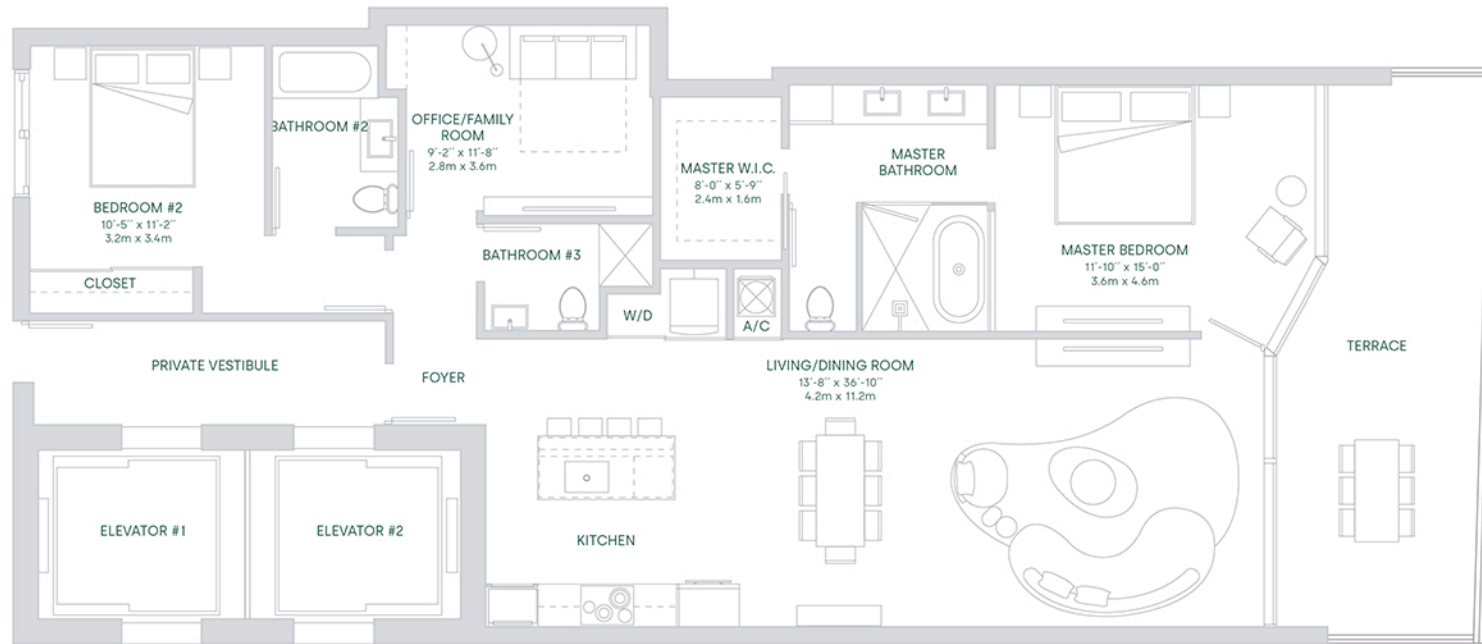 BEDROOM #2
10'-5'' x 11'-2''
3.2m x 3.4m
CLOSET
BATHROOM #2
OFFICE/FAMILY
ROOM
9'-2'' x 11'-8''
2.8m x 3.6m
BATHROOM #3
MASTER W.I.C.
8'-0'' x 5'-9''
2.4m x 1.6m
MASTER
BATHROOM
MASTER BEDROOM
11'-10'' x 15'-0''
3.6m x 4.6m
W/D
A/C
PRIVATE VESTIBULE
FOYER
LIVING/DINING ROOM
13'-8'' x 36'-10''
4.2m x 11.2m
TERRACE
ELEVATOR #1
ELEVATOR #2
KITCHEN